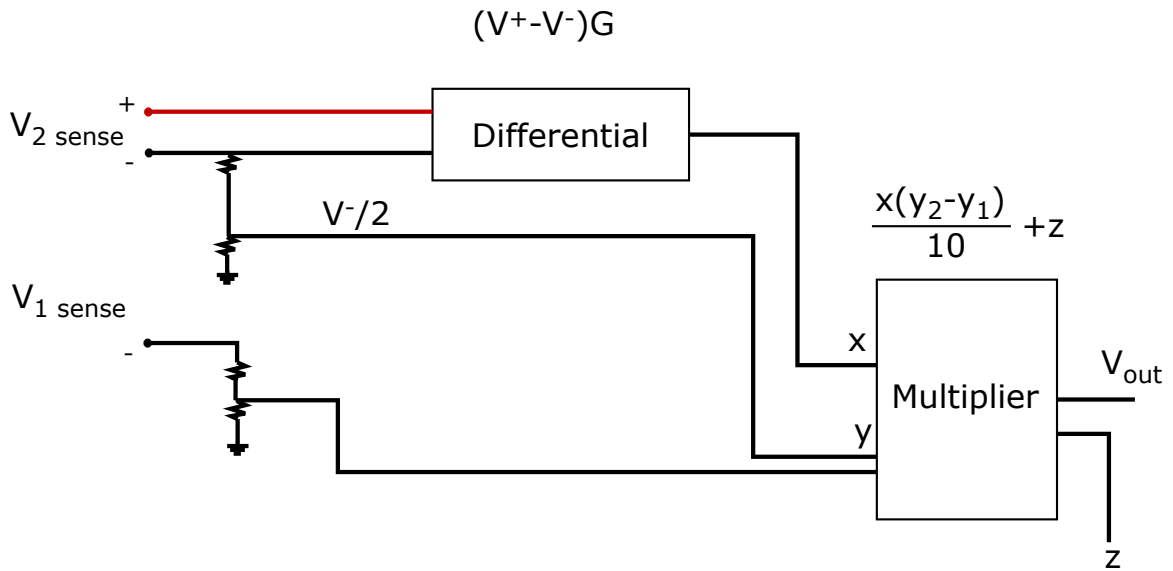 (V⁺-V⁻)G
+
V₂ sense
-
Differential
V⁻/2
x(y₂-y₁)
10
+z
V₁ sense
-
x
Multiplier
y
Vout
z